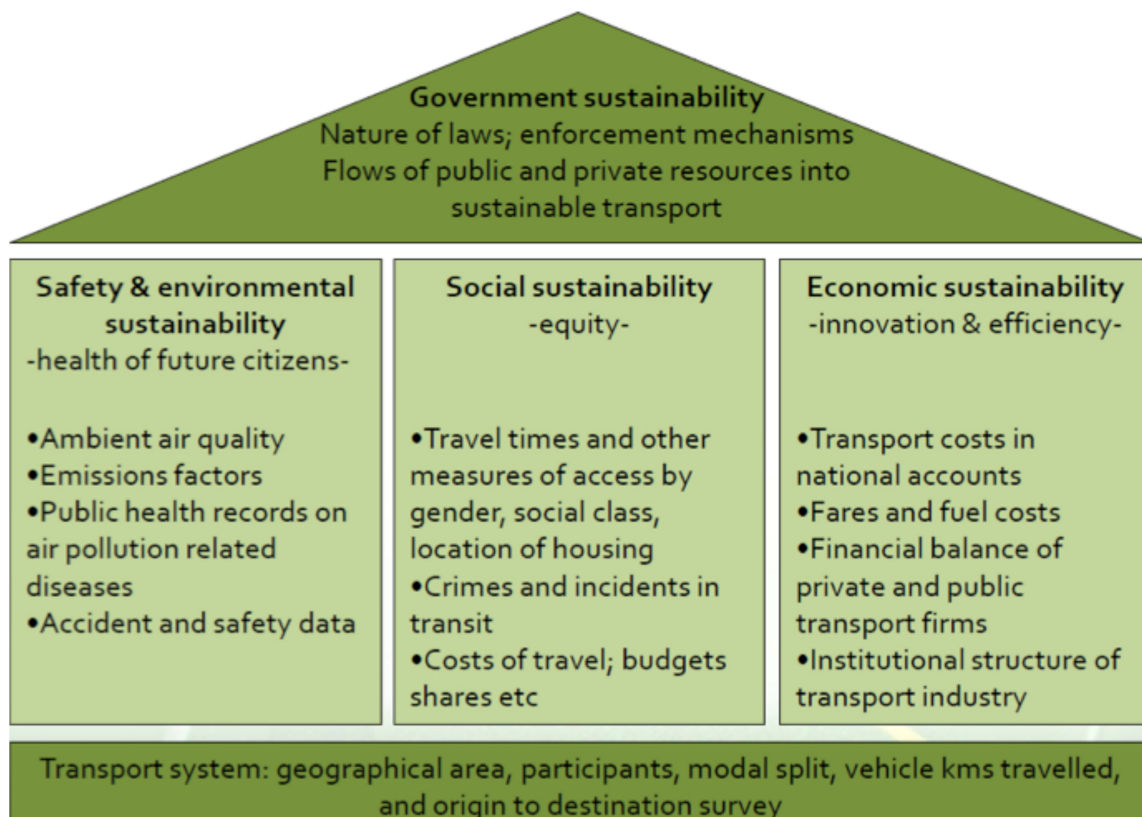 Government sustainability
Nature of laws; enforcement mechanisms
Flows of public and private resources into
sustainable transport
Safety & environmental
sustainability
-health of future citizens-
•Ambient air quality
•Emissions factors
•Public health records on
air pollution related
diseases
•Accident and safety data
Social sustainability
-equity-
•Travel times and other
measures of access by
gender, social class,
location of housing
•Crimes and incidents in
transit
•Costs of travel; budgets
shares etc
Economic sustainability
-innovation & efficiency-
•Transport costs in
national accounts
•Fares and fuel costs
•Financial balance of
private and public
transport firms
•Institutional structure of
transport industry
Transport system: geographical area, participants, modal split, vehicle kms travelled,
and origin to destination survey